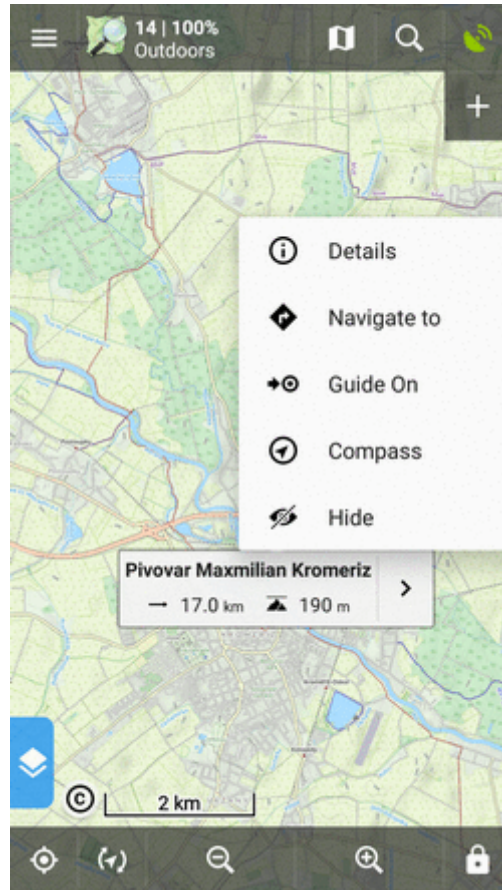 14 | 100%
Outdoors
Details
Navigate to
Guide On
Compass
Hide
Pivovar Maxmilian Kromeriz
17.0 km 190 m
© 2 km